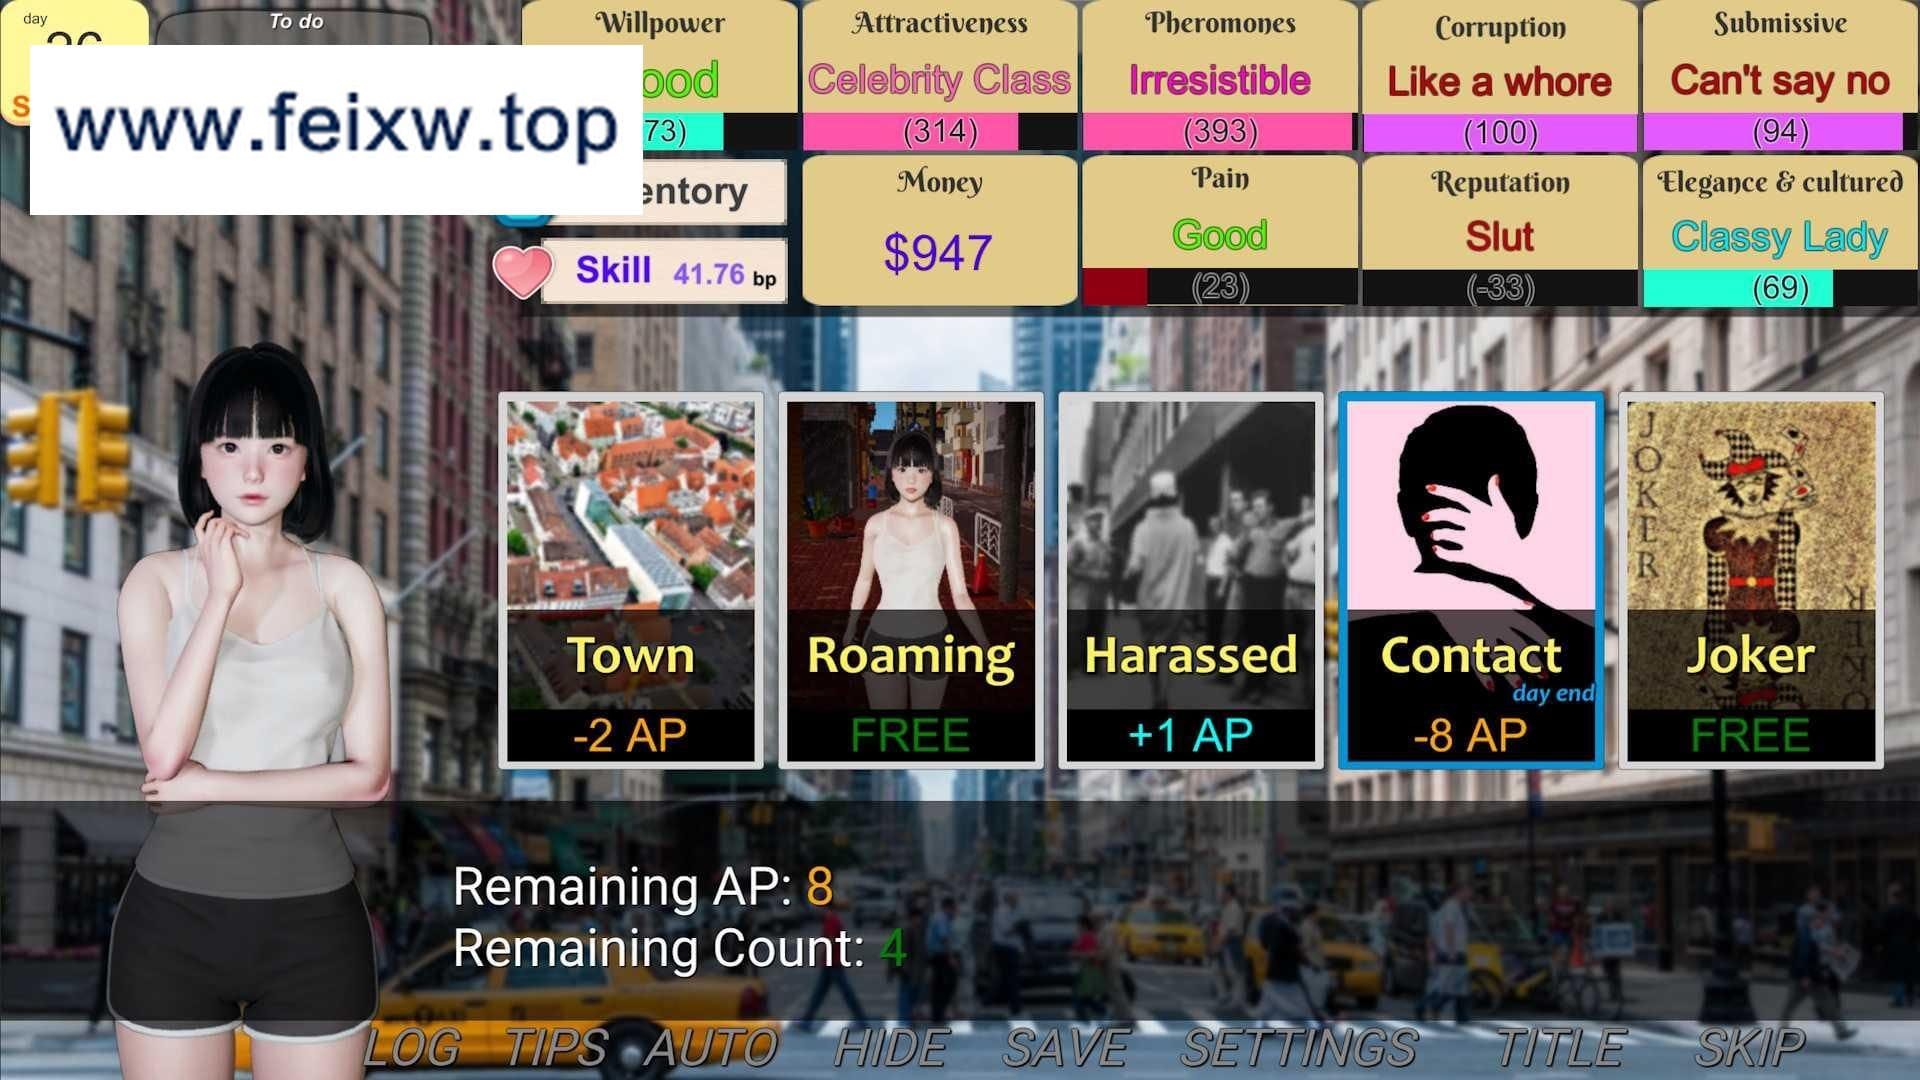 day
To do
www.feixw.top
Willpower
ood
73)
Attractiveness
Celebrity Class
(314)
Pheromones
Irresistible
(393)
Corruption
Like a whore
(100)
Submissive
Can't say no
(94)
entory
Skill 41.76 bp
Money
$947
Pain
Good
(23)
Reputation
Slut
(-33)
Elegance & cultured
Classy Lady
(69)
Town
-2 AP
Roaming
FREE
Harassed
+1 AP
Contact
day end
-8 AP
JOKER
Joker
FREE
Remaining AP: 8
Remaining Count: 4
LOG TIPS AUTO HIDE SAVE SETTINGS TITLE SKIP